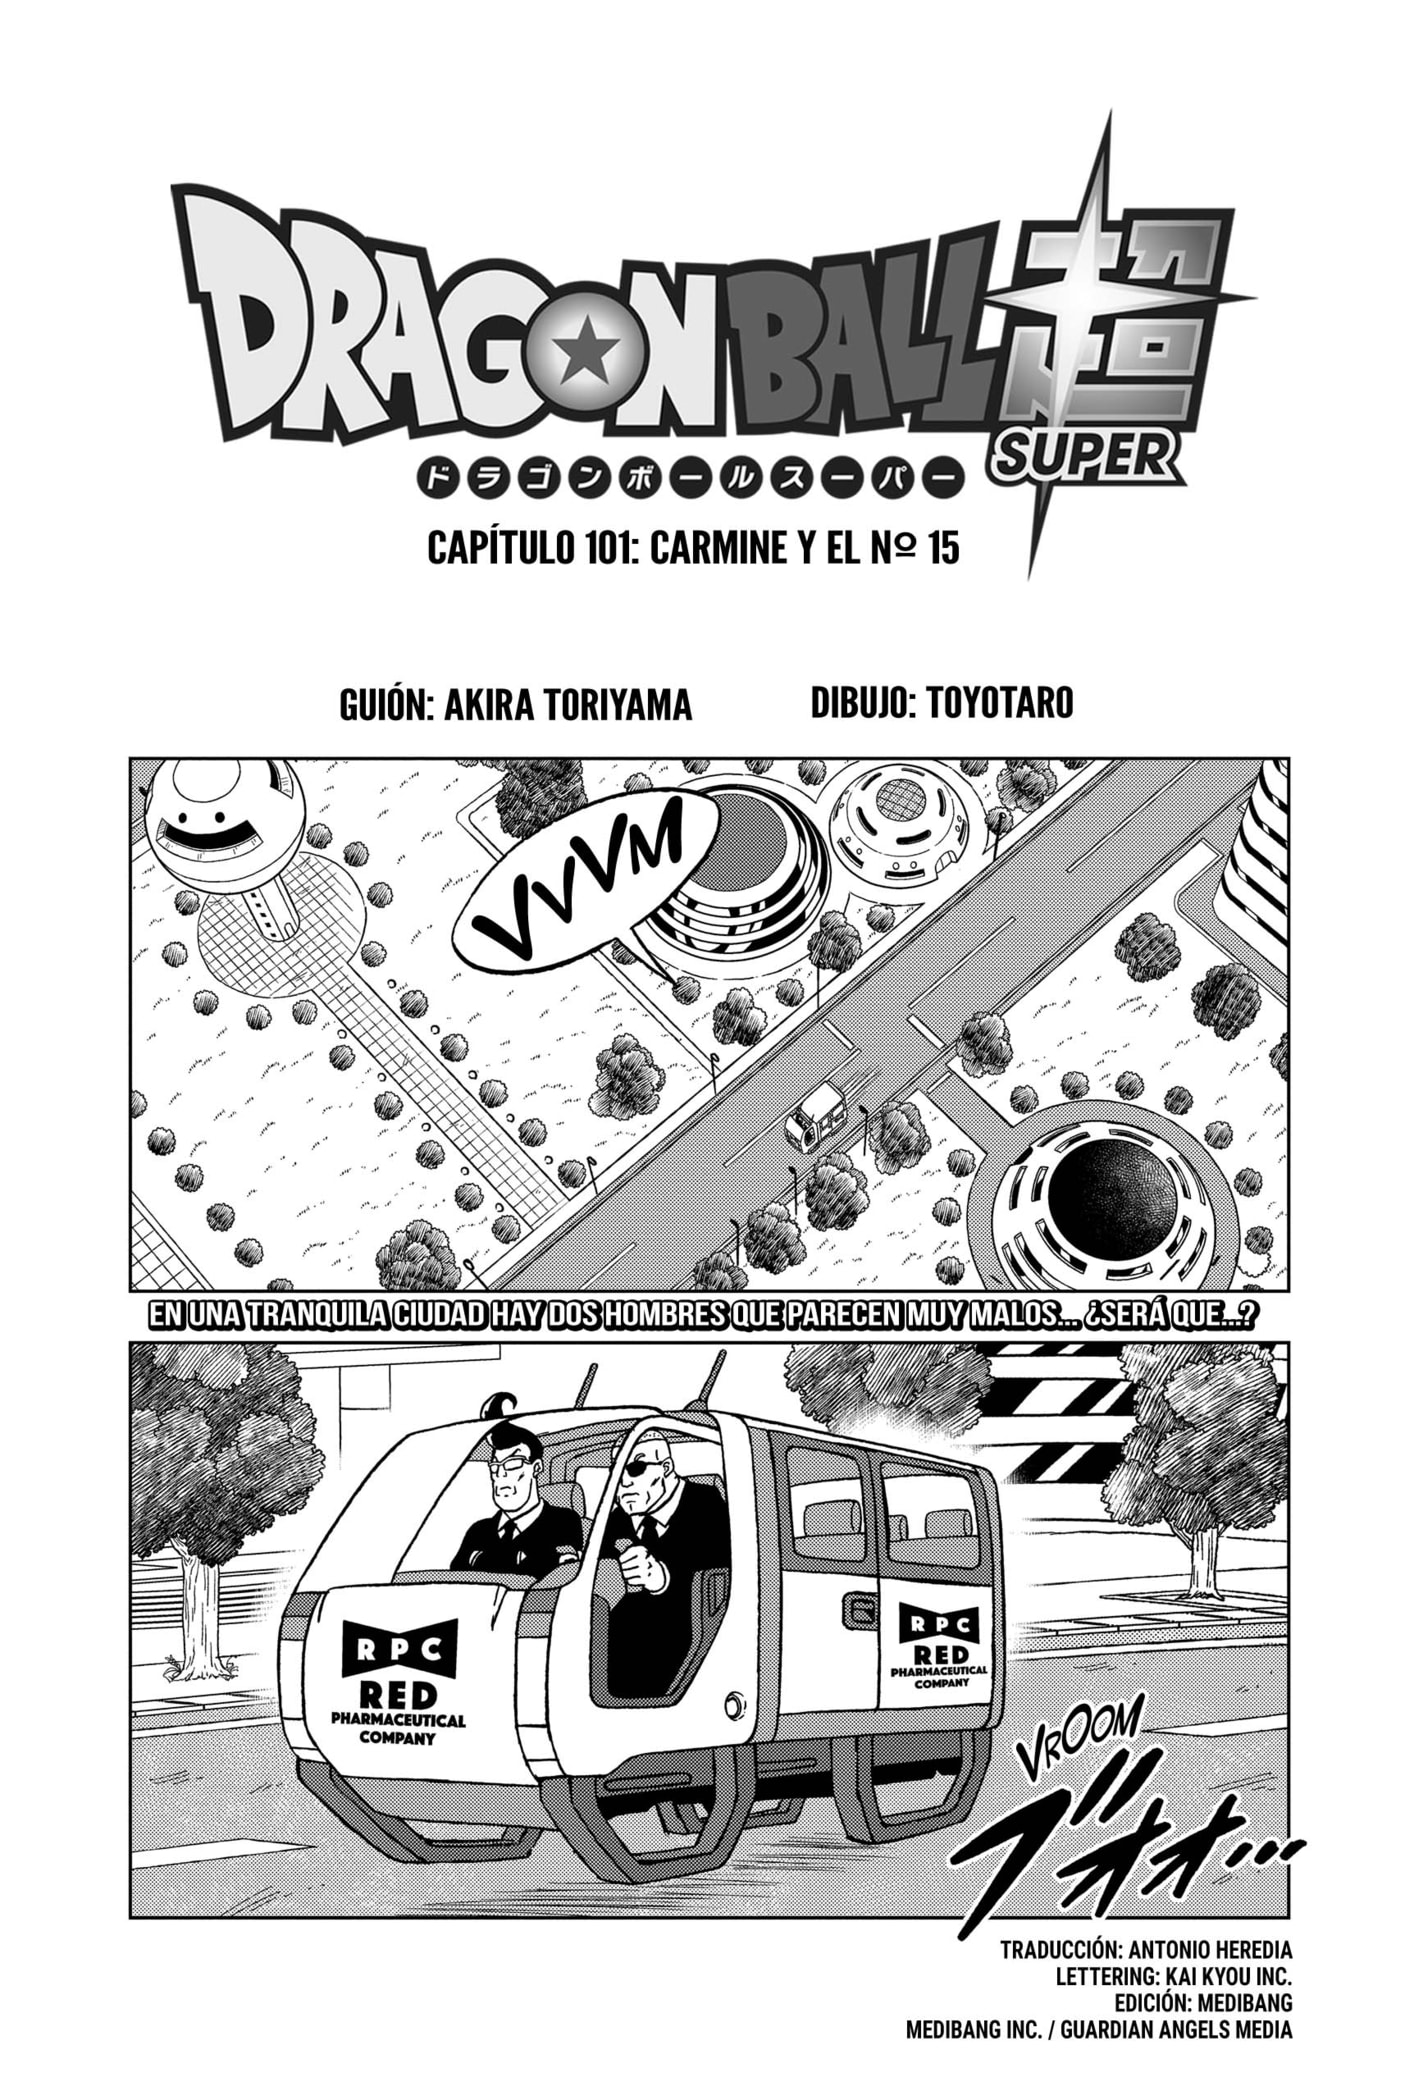 DRAGON BALL 超
SUPER
ドラゴンボールスーパー
CAPÍTULO 101: CARMINE Y EL Nº 15
GUIÓN: AKIRA TORIYAMA
DIBUJO: TOYOTARO
VVVM
EN UNA TRANQUILA CIUDAD HAY DOS HOMBRES QUE PARECEN MUY MALOS... ¿SERÁ QUE...?
RPC
RED
PHARMACEUTICAL
COMPANY
RPC
RED
PHARMACEUTICAL
COMPANY
VROOM
ブオオ…
TRADUCCIÓN: ANTONIO HEREDIA
LETTERING: KAI KYOU INC.
EDICIÓN: MEDIBANG
MEDIBANG INC. / GUARDIAN ANGELS MEDIA